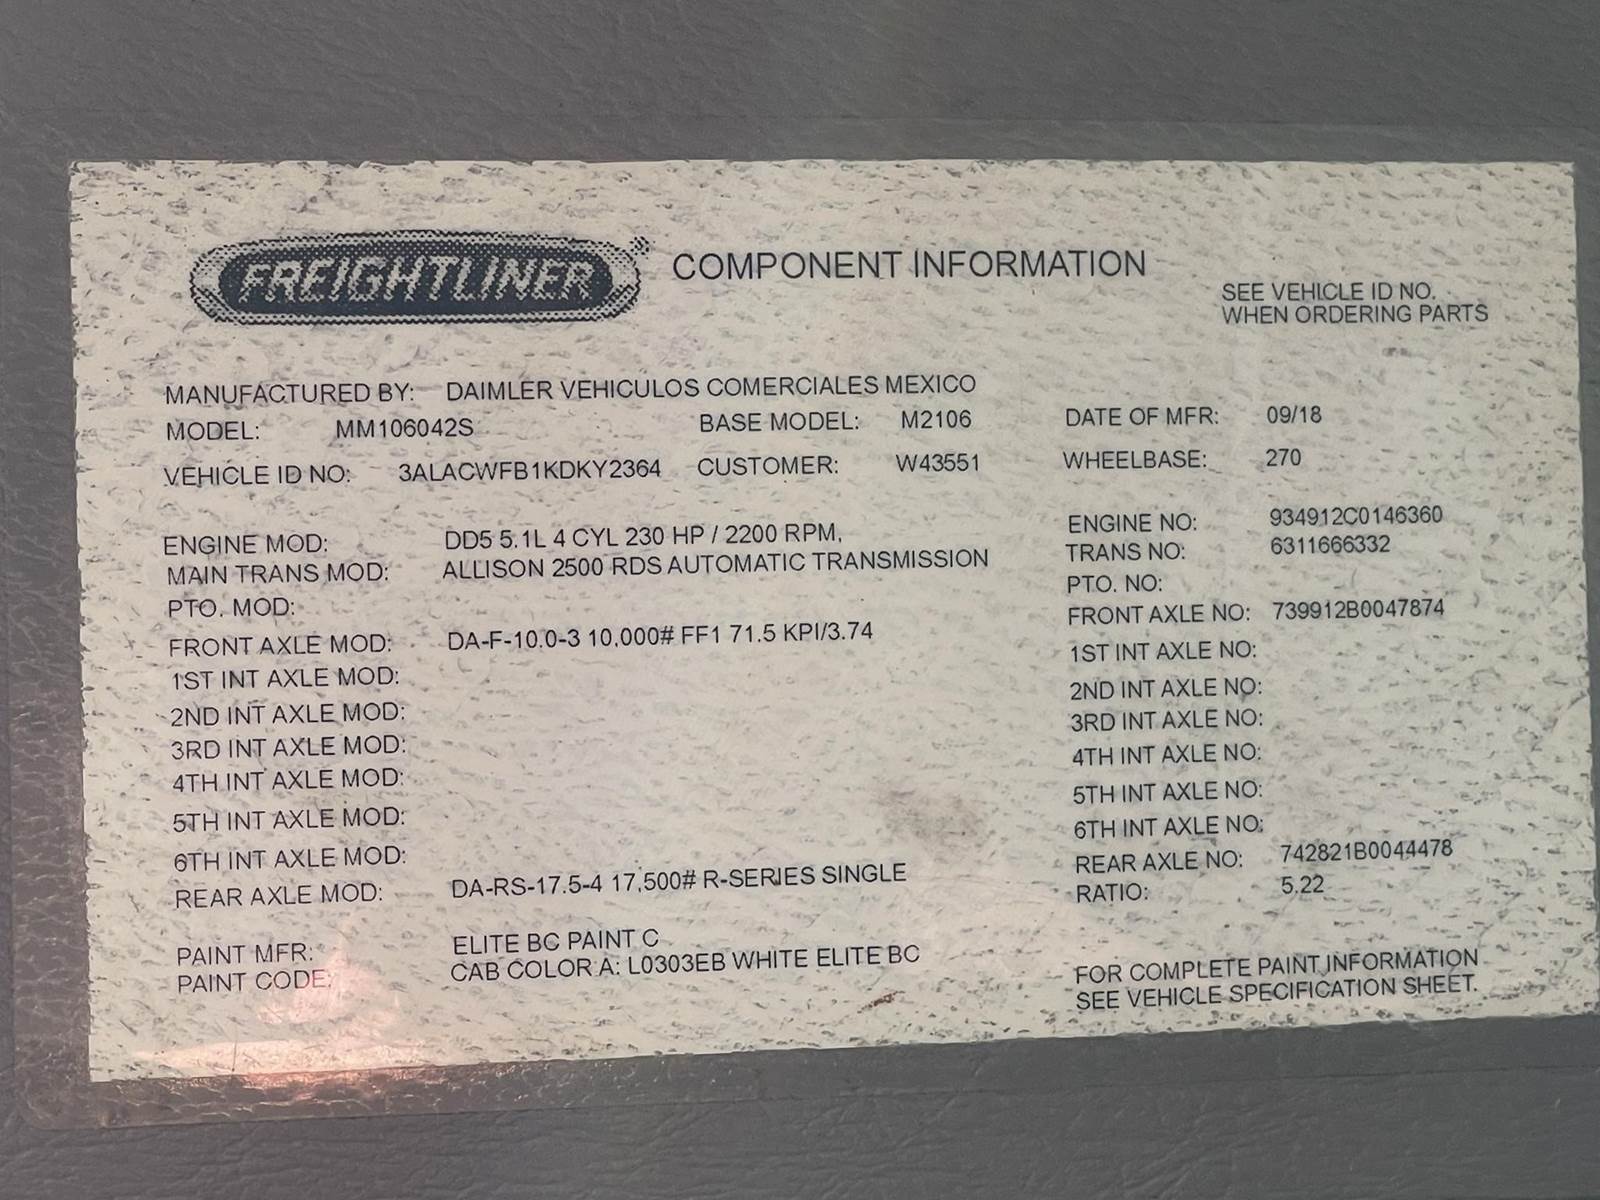 FREIGHTLINER® COMPONENT INFORMATION
SEE VEHICLE ID NO.
WHEN ORDERING PARTS
MANUFACTURED BY: DAIMLER VEHICULOS COMERCIALES MEXICO
MODEL: MM106042S BASE MODEL: M2106 DATE OF MFR: 09/18
VEHICLE ID NO: 3ALACWFB1KDKY2364 CUSTOMER: W43551 WHEELBASE: 270
ENGINE MOD: DD5 5.1L 4 CYL 230 HP / 2200 RPM, ENGINE NO: 934912C0146360
MAIN TRANS MOD: ALLISON 2500 RDS AUTOMATIC TRANSMISSION TRANS NO: 6311666332
PTO. MOD: PTO. NO:
FRONT AXLE MOD: DA-F-10.0-3 10,000# FF1 71.5 KPI/3.74 FRONT AXLE NO: 739912B0047874
1ST INT AXLE MOD: 1ST INT AXLE NO:
2ND INT AXLE MOD: 2ND INT AXLE NO:
3RD INT AXLE MOD: 3RD INT AXLE NO:
4TH INT AXLE MOD: 4TH INT AXLE NO:
5TH INT AXLE MOD: 5TH INT AXLE NO:
6TH INT AXLE MOD: 6TH INT AXLE NO:
REAR AXLE MOD: DA-RS-17.5-4 17,500# R-SERIES SINGLE REAR AXLE NO: 742821B0044478
RATIO: 5.22
PAINT MFR: ELITE BC PAINT C
PAINT CODE: CAB COLOR A: L0303EB WHITE ELITE BC
FOR COMPLETE PAINT INFORMATION
SEE VEHICLE SPECIFICATION SHEET.